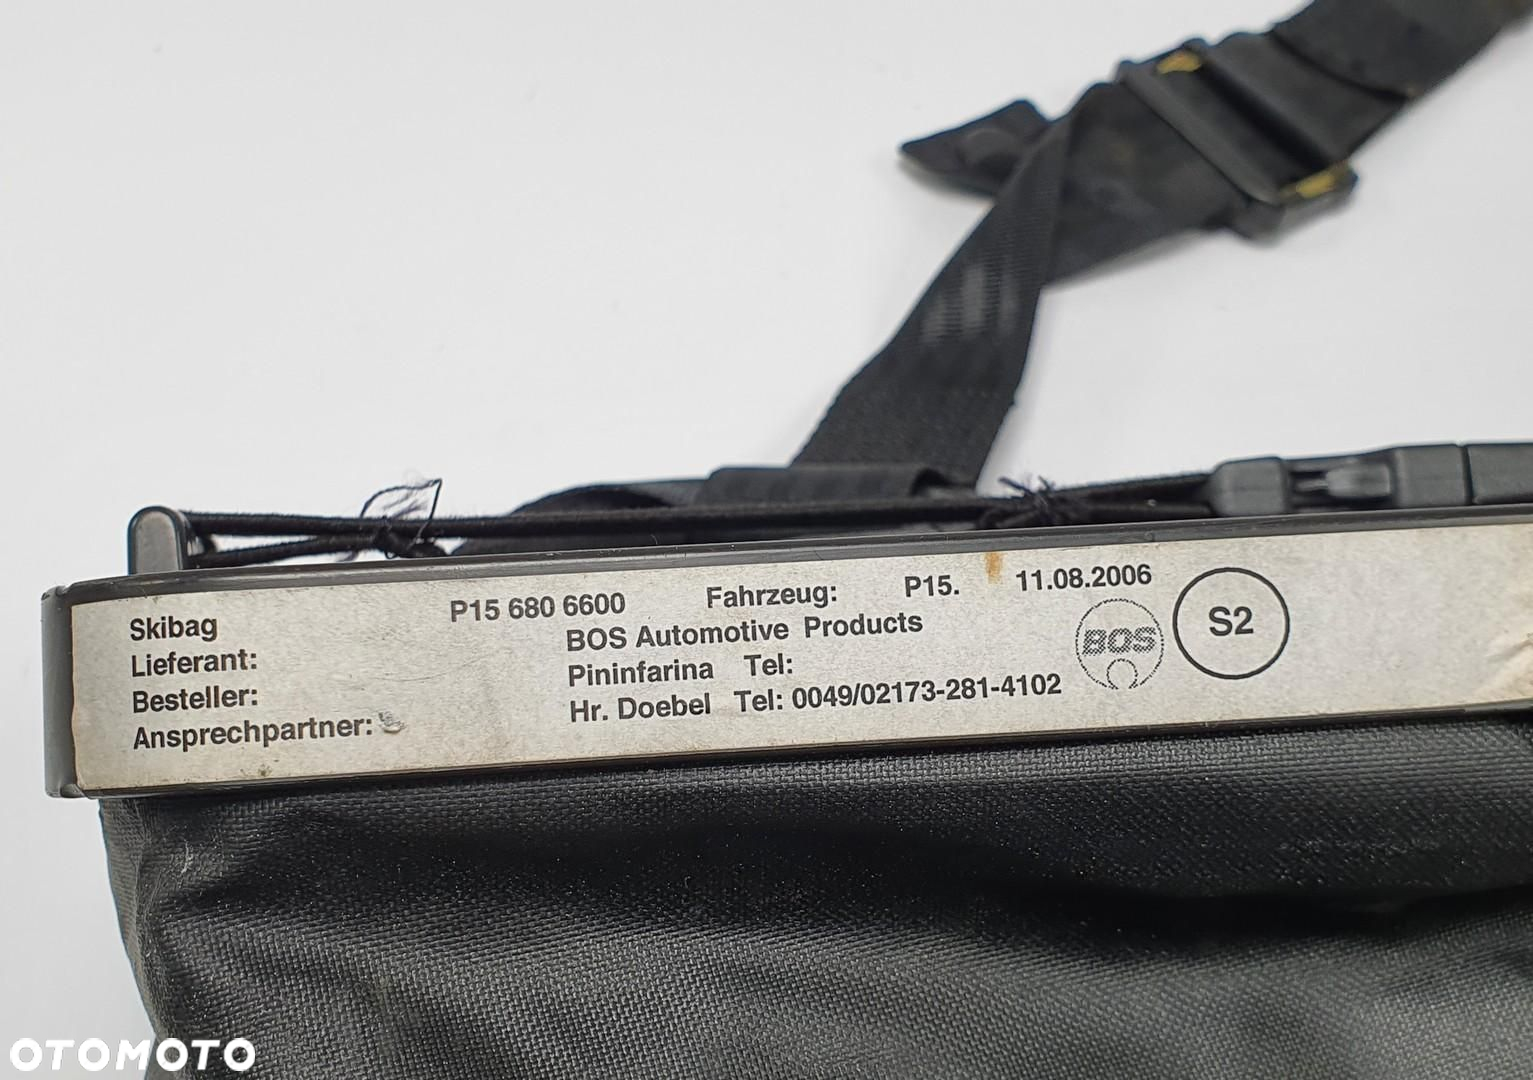 Skibag P15 680 6600 Fahrzeug: P15. 11.08.2006
Lieferant: BOS Automotive Products
Besteller: Pininfarina Tel:
Ansprechpartner: Hr. Doebel Tel: 0049/02173-281-4102
BOS
S2
OTOMOTO